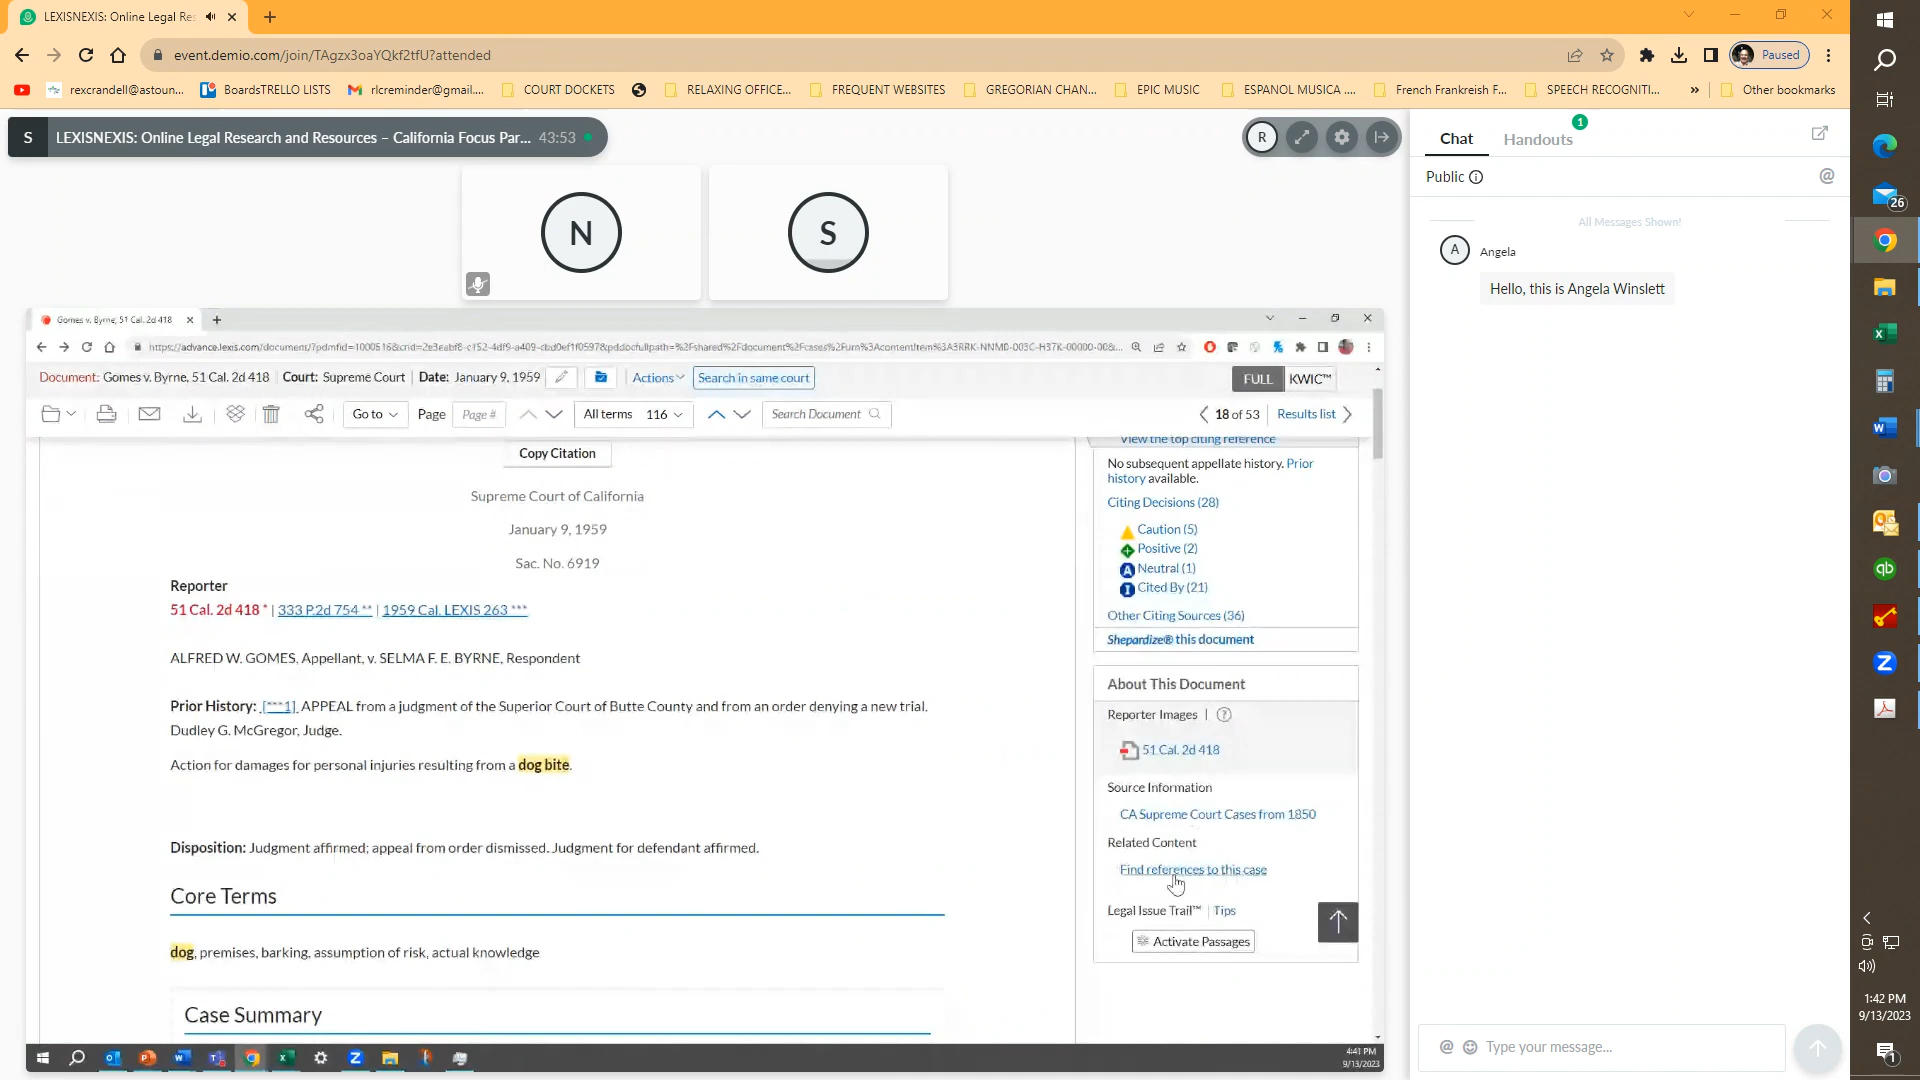 LEXISNEXIS: Online Legal Res
event.demio.com/join/TAgzx3oaYQkf2tfU?attended
Paused
rexcrandell@astoun...
BoardsTRELLO LISTS
rlcreminder@gmail....
COURT DOCKETS
RELAXING OFFICE...
FREQUENT WEBSITES
GREGORIAN CHAN...
EPIC MUSIC
ESPANOL MUSICA ....
French Frankreish F...
SPEECH RECOGNITI...
»
Other bookmarks
S LEXISNEXIS: Online Legal Research and Resources – California Focus Par... 43:53
R
N
S
Gomes v. Byrne, 51 Cal. 2d 418
Document: Gomes v. Byrne, 51 Cal. 2d 418 | Court: Supreme Court | Date: January 9, 1959
Actions
Search in same court
FULL KWIC™
Go to Page Page # All terms 116 Search Document
18 of 53 Results list
Copy Citation
Supreme Court of California
January 9, 1959
Sac. No. 6919
Reporter
51 Cal. 2d 418 * | 333 P.2d 754 ** | 1959 Cal. LEXIS 263 ***
ALFRED W. GOMES, Appellant, v. SELMA F. E. BYRNE, Respondent
Prior History: [***1] APPEAL from a judgment of the Superior Court of Butte County and from an order denying a new trial.
Dudley G. McGregor, Judge.
Action for damages for personal injuries resulting from a dog bite.
Disposition: Judgment affirmed; appeal from order dismissed. Judgment for defendant affirmed.
Core Terms
dog, premises, barking, assumption of risk, actual knowledge
Case Summary
View the top citing reference
No subsequent appellate history. Prior
history available.
Citing Decisions (28)
Caution (5)
Positive (2)
A Neutral (1)
I Cited By (21)
Other Citing Sources (36)
Shepardize® this document
About This Document
Reporter Images | ?
51 Cal. 2d 418
Source Information
CA Supreme Court Cases from 1850
Related Content
Find references to this case
Legal Issue Trail™ | Tips
Activate Passages
4:41 PM
9/13/2023
Chat
Handouts
1
Public
@
All Messages Shown!
A Angela
Hello, this is Angela Winslett
@ Type your message...
26
1:42 PM
9/13/2023
1